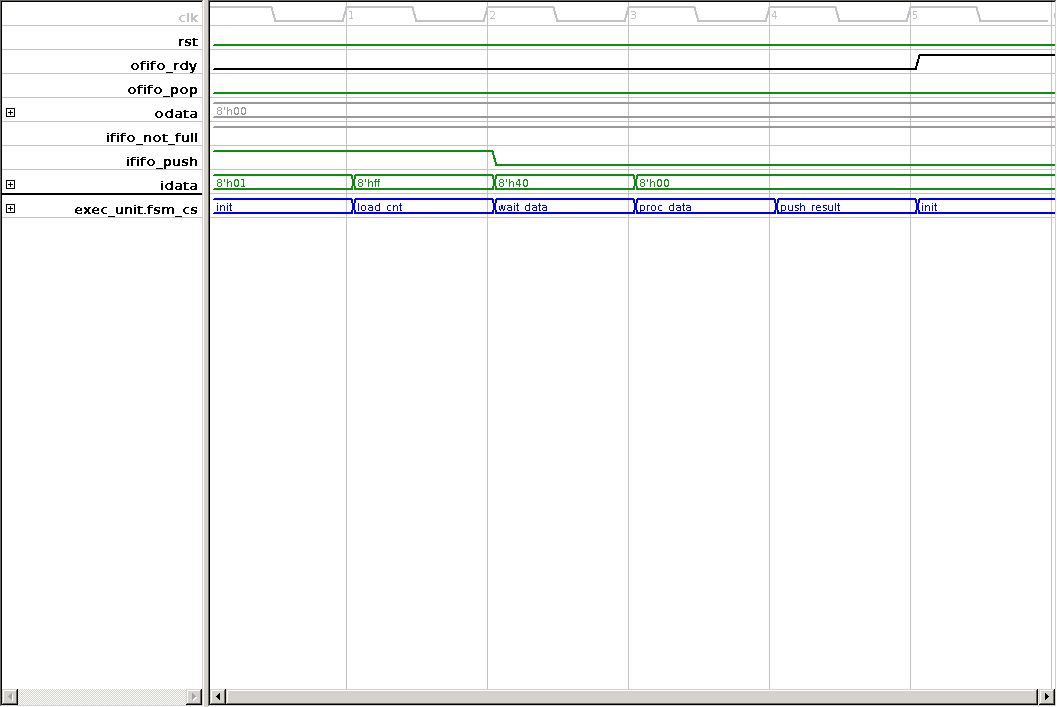 clk 1 2 3 4 5
rst
ofifo_rdy
ofifo_pop
odata 8'h00
ififo_not_full
ififo_push
idata 8'h01 8'hff 8'h40 8'h00
exec_unit.fsm_cs init load_cnt wait_data proc_data push_result init